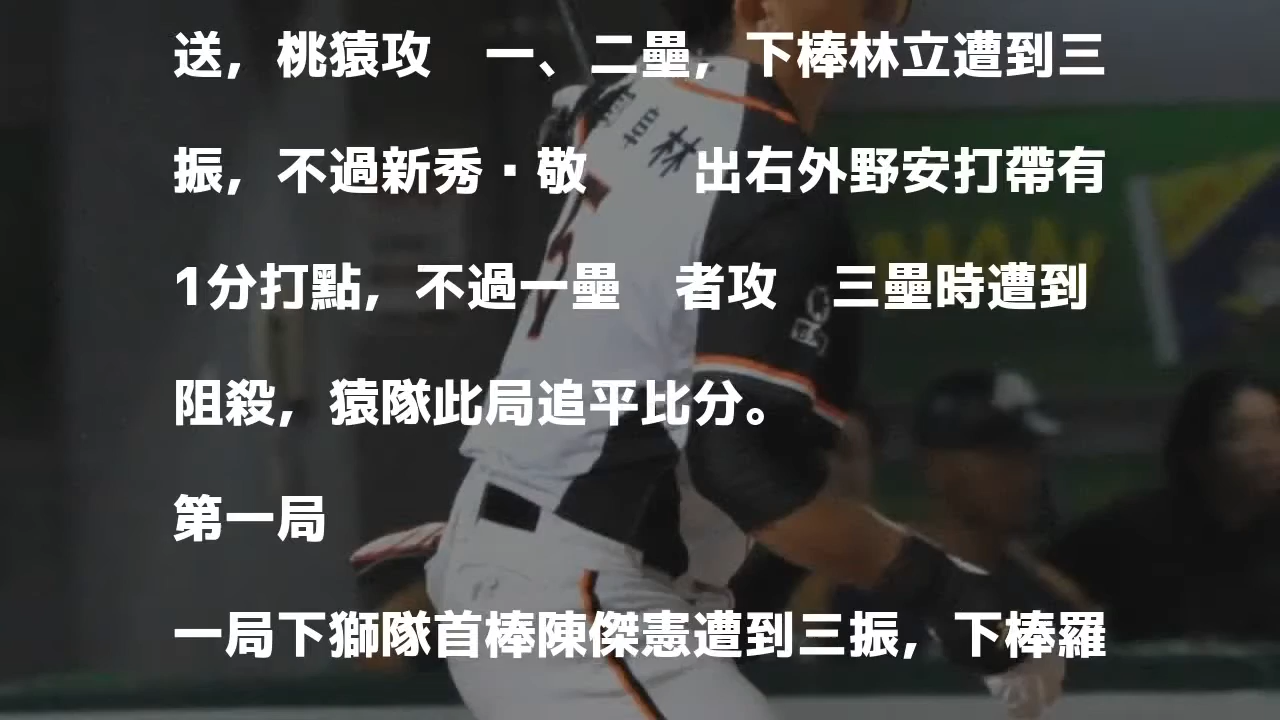 送，桃猿攻　一、二壘，下棒林立遭到三
振，不過新秀·敬　　出右外野安打帶有
1分打點，不過一壘　者攻　三壘時遭到
阻殺，猿隊此局追平比分。
第一局
一局下獅隊首棒陳傑憲遭到三振，下棒羅
林